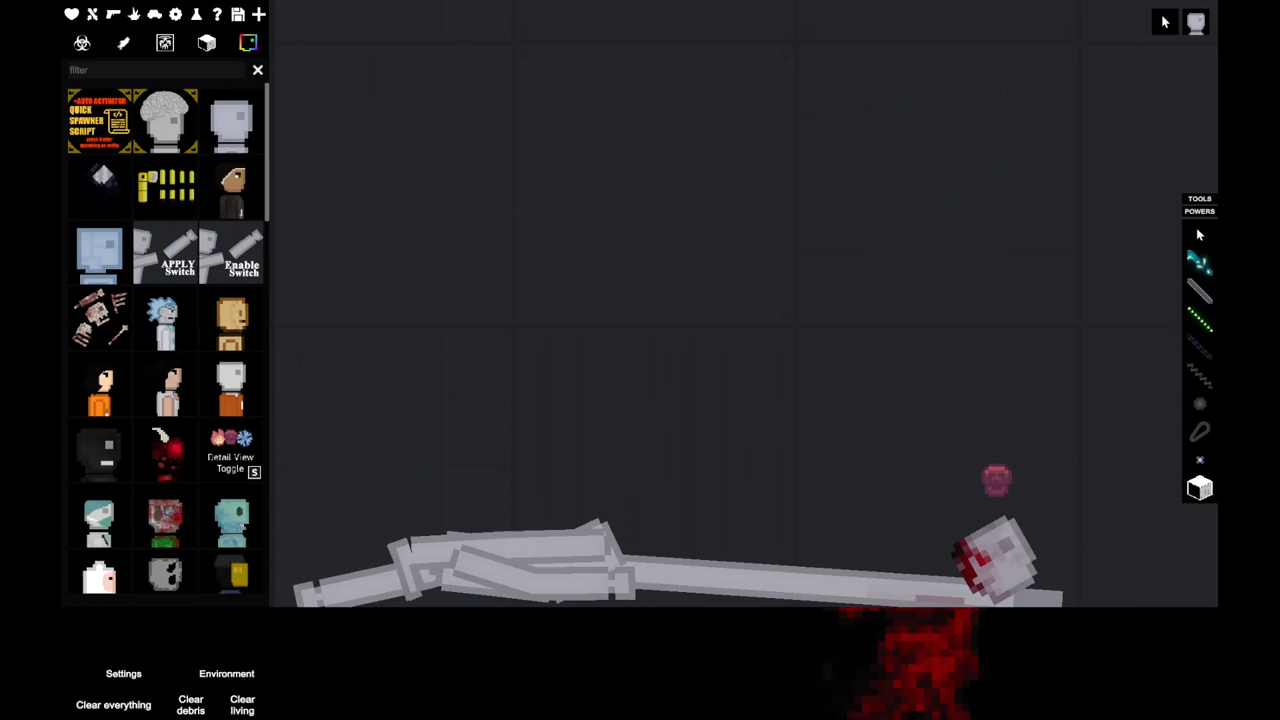 filter
+AUTO ACTIVATOR
QUICK
SPAWNER
SCRIPT
APPLY
Switch
Enable
Switch
Detail View
Toggle
S
TOOLS
POWERS
Settings
Environment
Clear everything
Clear
debris
Clear
living